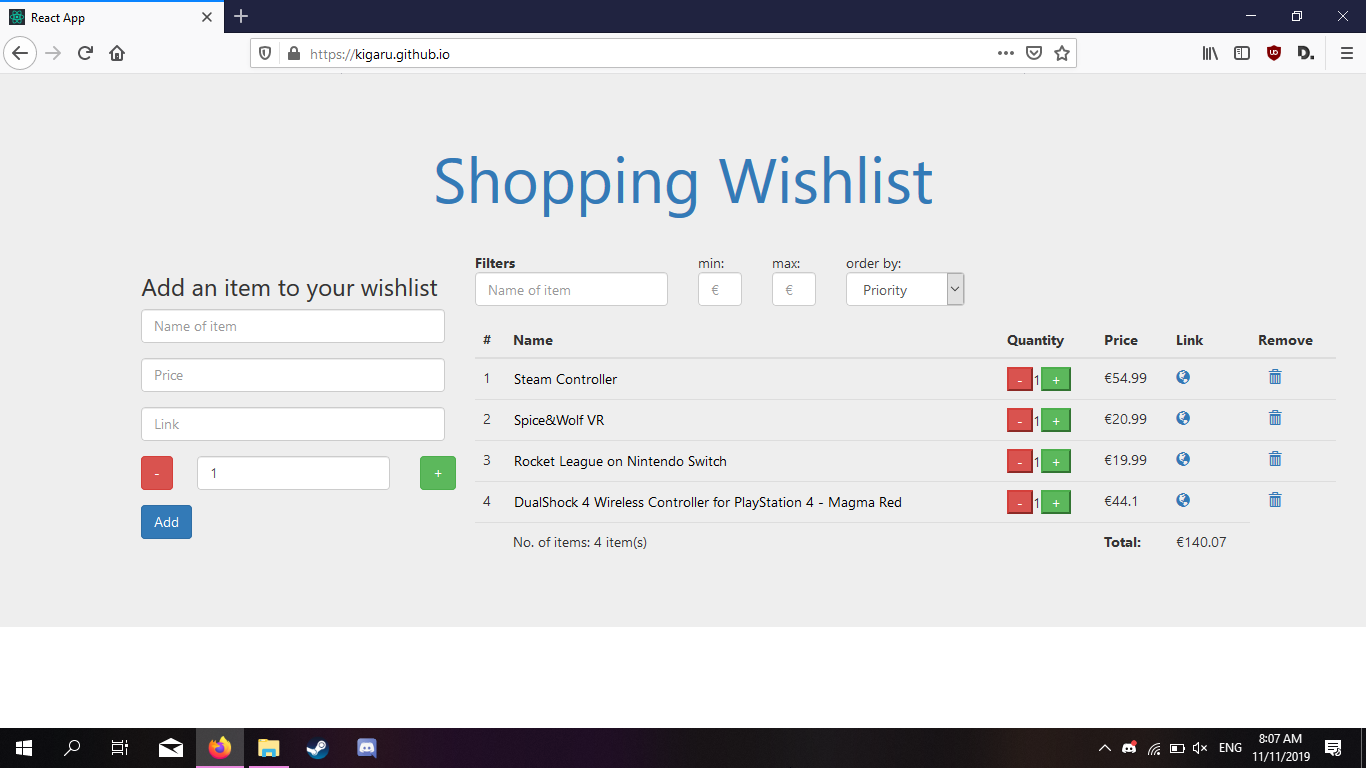 React App
https://kigaru.github.io
Shopping Wishlist
Add an item to your wishlist
Name of item
Price
Link
- 1 +
Add
Filters min: max: order by:
Name of item € € Priority
# Name Quantity Price Link Remove
1 Steam Controller - 1 + €54.99
2 Spice&Wolf VR - 1 + €20.99
3 Rocket League on Nintendo Switch - 1 + €19.99
4 DualShock 4 Wireless Controller for PlayStation 4 - Magma Red - 1 + €44.1
No. of items: 4 item(s) Total: €140.07
ENG
8:07 AM
11/11/2019